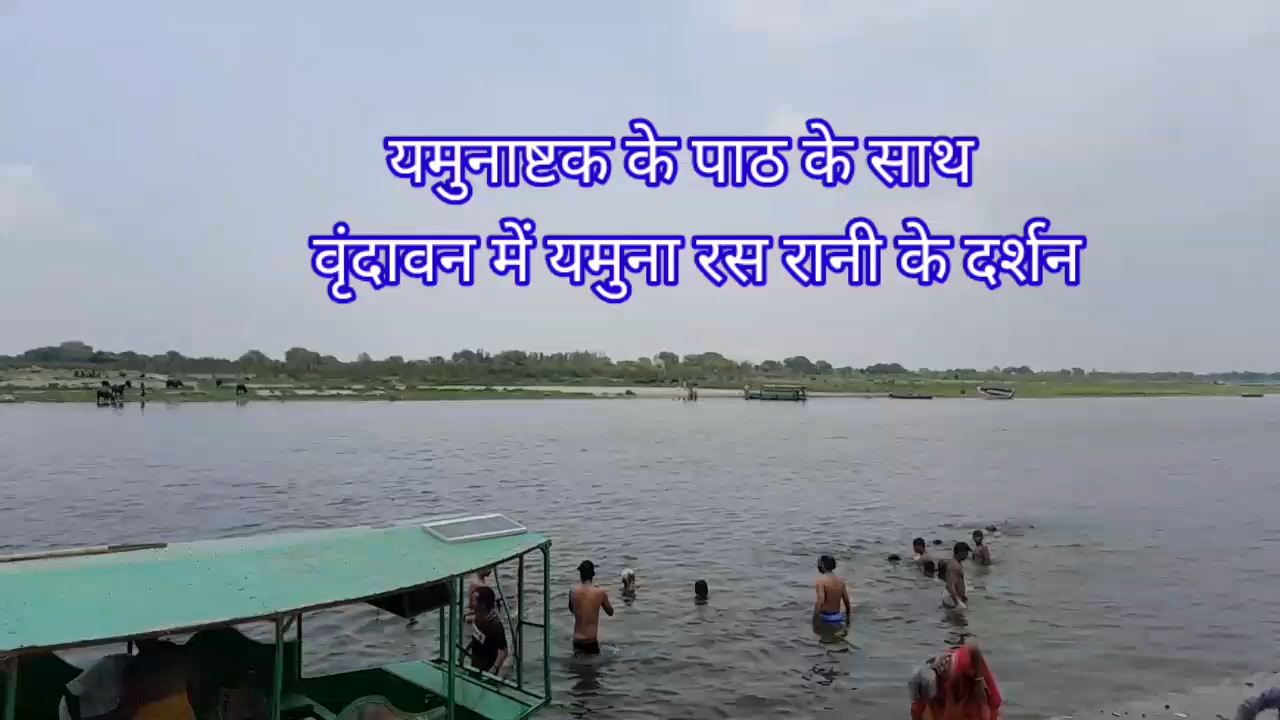 यमुनाष्टक के पाठ के साथ
वृंदावन में यमुना रस रानी के दर्शन